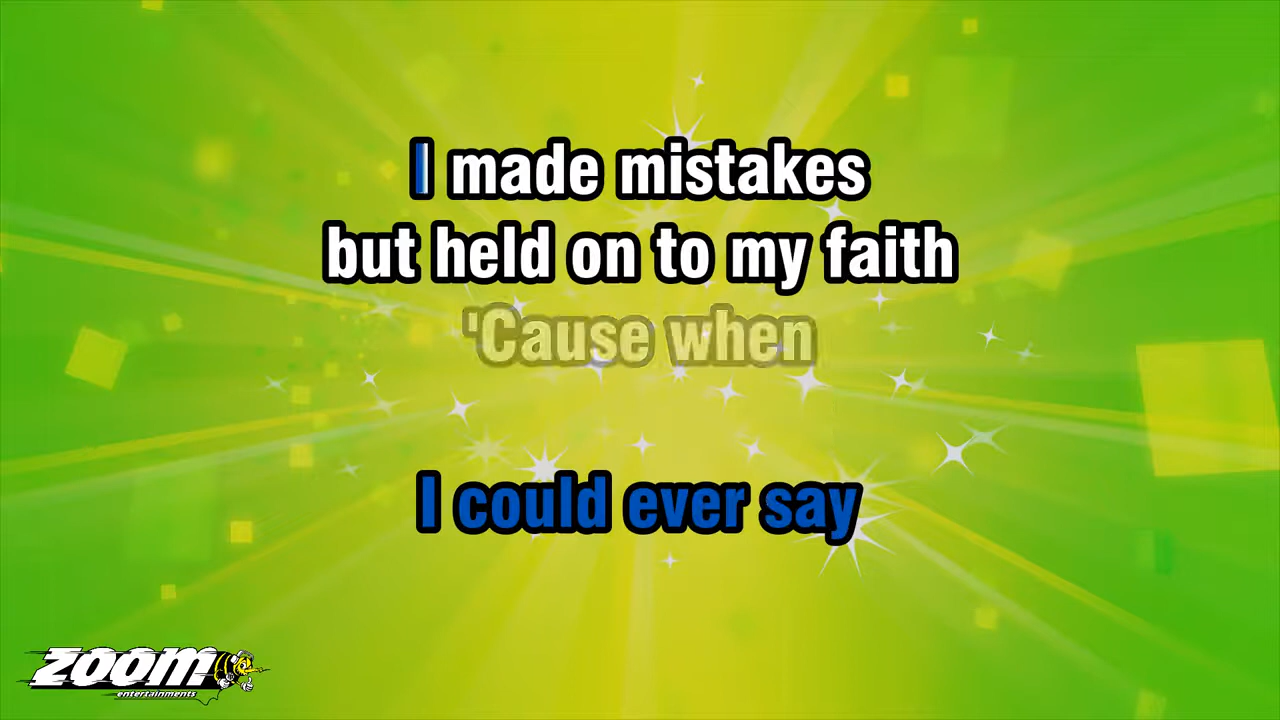 I made mistakes
but held on to my faith
'Cause when
I could ever say
ZOOM
entertainments